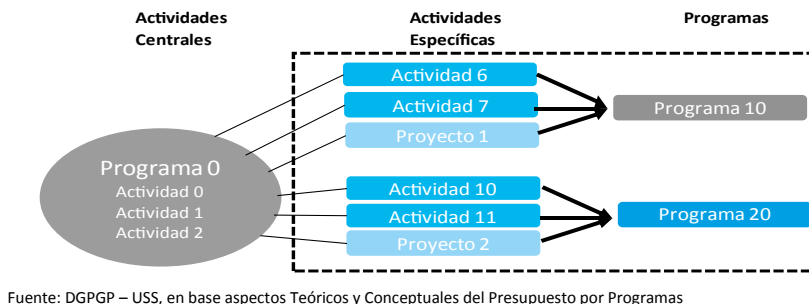 Actividades
Centrales
Actividades
Específicas
Programas
Actividad 6
Actividad 7
Proyecto 1
Programa 10
Programa 0
Actividad 0
Actividad 1
Actividad 2
Actividad 10
Actividad 11
Proyecto 2
Programa 20
Fuente: DGPGP – USS, en base aspectos Teóricos y Conceptuales del Presupuesto por Programas